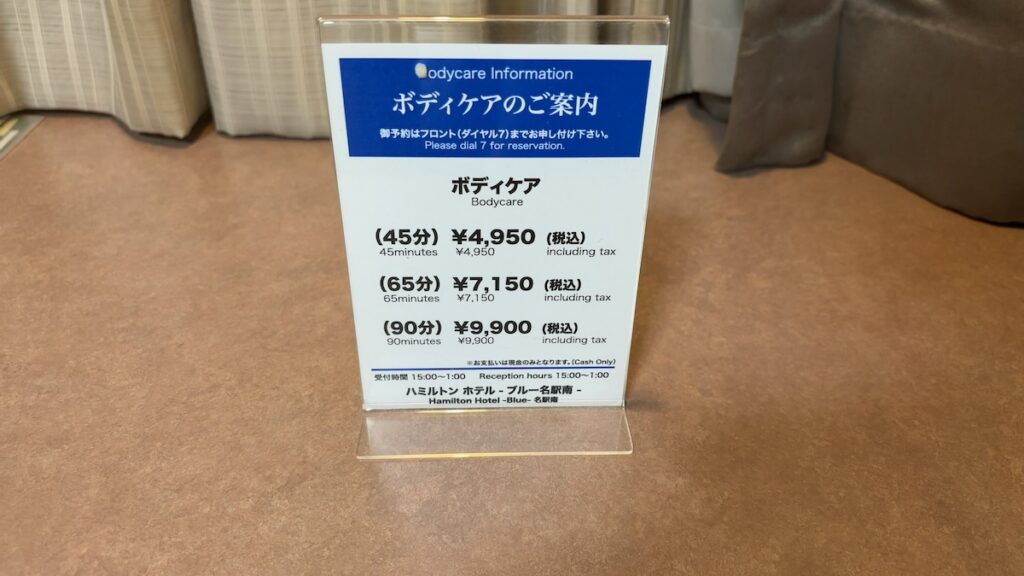 Bodycare Information
ボディケアのご案内
御予約はフロント(ダイヤル7)までお申し付け下さい。
Please dial 7 for reservation.
ボディケア
Bodycare
(45分) ¥4,950 (税込)
45minutes ¥4,950 including tax
(65分) ¥7,150 (税込)
65minutes ¥7,150 including tax
(90分) ¥9,900 (税込)
90minutes ¥9,900 including tax
※お支払いは現金のみとなります。(Cash Only)
受付時間 15:00〜1:00 Reception hours 15:00〜1:00
ハミルトン ホテル - ブルー名駅南 -
Hamilton Hotel -Blue- 名駅南